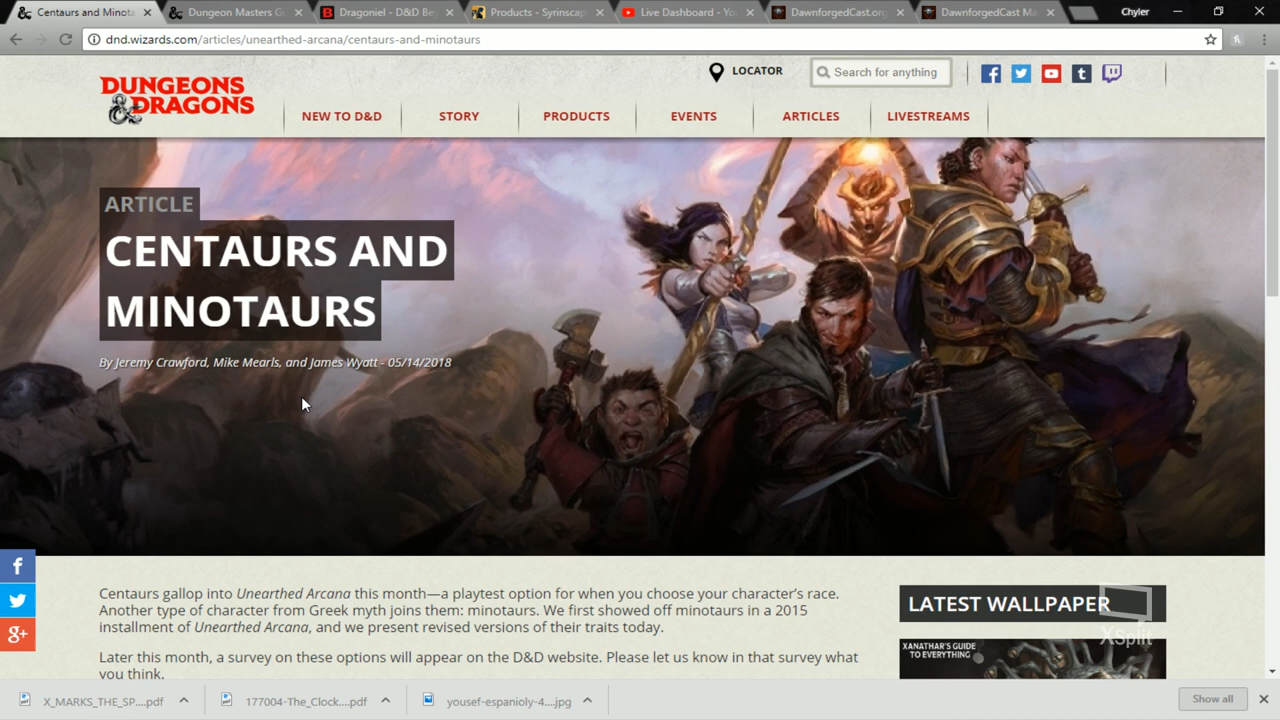 Centaurs and Minota
Dungeon Masters G
Dragoniel - D&D Be
Products - Syrinscap
Live Dashboard - Yo
DawnforgedCast.org
DawnforgedCast Ma
Chyler
dnd.wizards.com/articles/unearthed-arcana/centaurs-and-minotaurs
DUNGEONS
& DRAGONS
LOCATOR
Search for anything
NEW TO D&D
STORY
PRODUCTS
EVENTS
ARTICLES
LIVESTREAMS
ARTICLE
CENTAURS AND
MINOTAURS
By Jeremy Crawford, Mike Mearls, and James Wyatt - 05/14/2018
Centaurs gallop into Unearthed Arcana this month—a playtest option for when you choose your character's race.
Another type of character from Greek myth joins them: minotaurs. We first showed off minotaurs in a 2015
installment of Unearthed Arcana, and we present revised versions of their traits today.
Later this month, a survey on these options will appear on the D&D website. Please let us know in that survey what
you think.
LATEST WALLPAPER
XSplit
XANATHAR'S GUIDE
TO EVERYTHING
X_MARKS_THE_SP....pdf
177004-The_Clock....pdf
yousef-espanioly-4....jpg
Show all